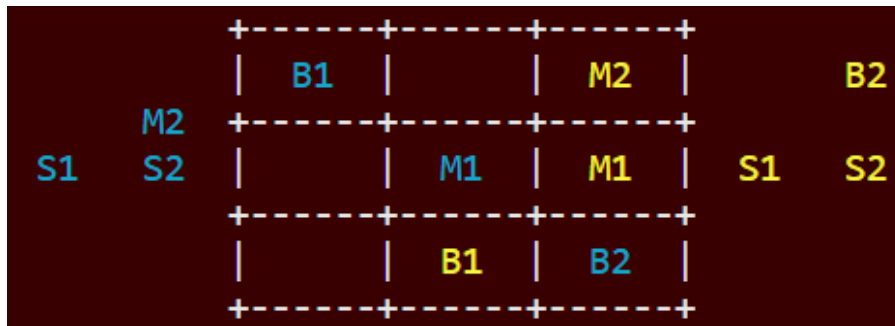 +------+------+------+
| B1 | | M2 | B2
M2 +------+------+------+
S1 S2 | | M1 | M1 | S1 S2
+------+------+------+
| | B1 | B2 |
+------+------+------+